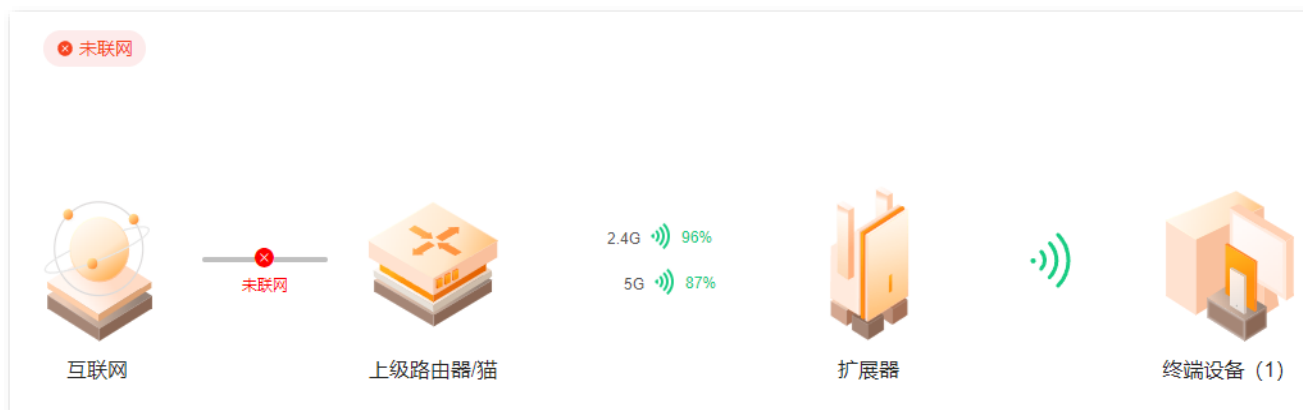 未联网
2.4G 96%
5G 87%
未联网
互联网
上级路由器/猫
扩展器
终端设备（1）